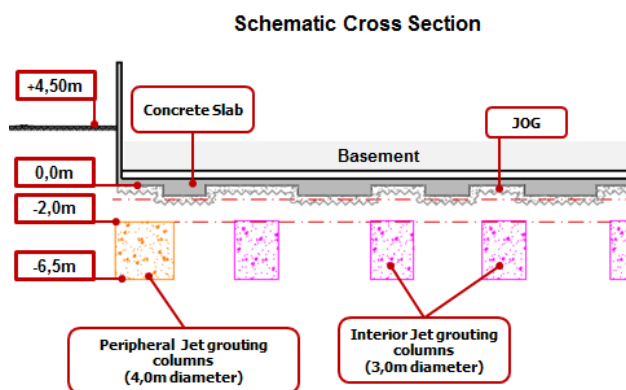 Schematic Cross Section
+4,50m
Concrete Slab
JOG
Basement
0,0m
-2,0m
-6,5m
Peripheral Jet grouting
columns
(4,0m diameter)
Interior Jet grouting
columns
(3,0m diameter)